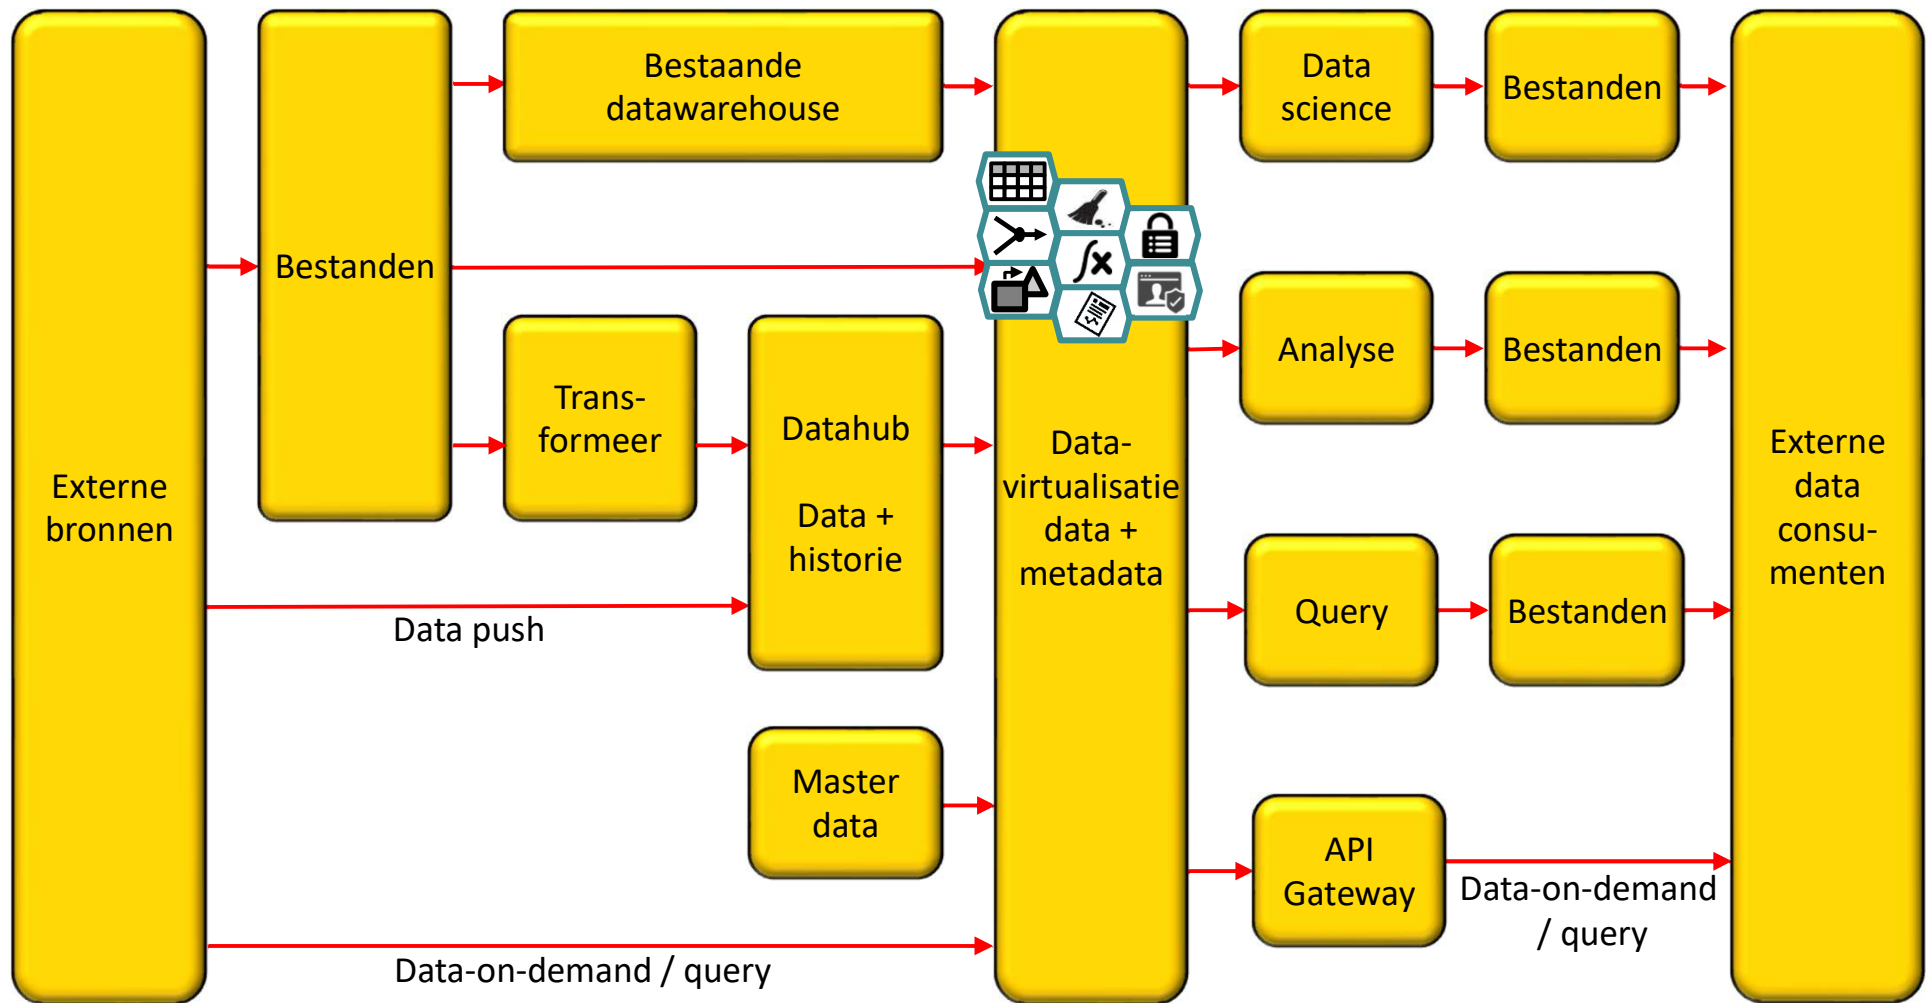 Externe
bronnen
Bestanden
Bestaande
datawarehouse
Trans-
formeer
Datahub
Data +
historie
Data push
Master
data
Data-on-demand / query
Data-
virtualisatie
data +
metadata
Data
science
Bestanden
Analyse
Bestanden
Query
Bestanden
API
Gateway
Data-on-demand
/ query
Externe
data
consu-
menten